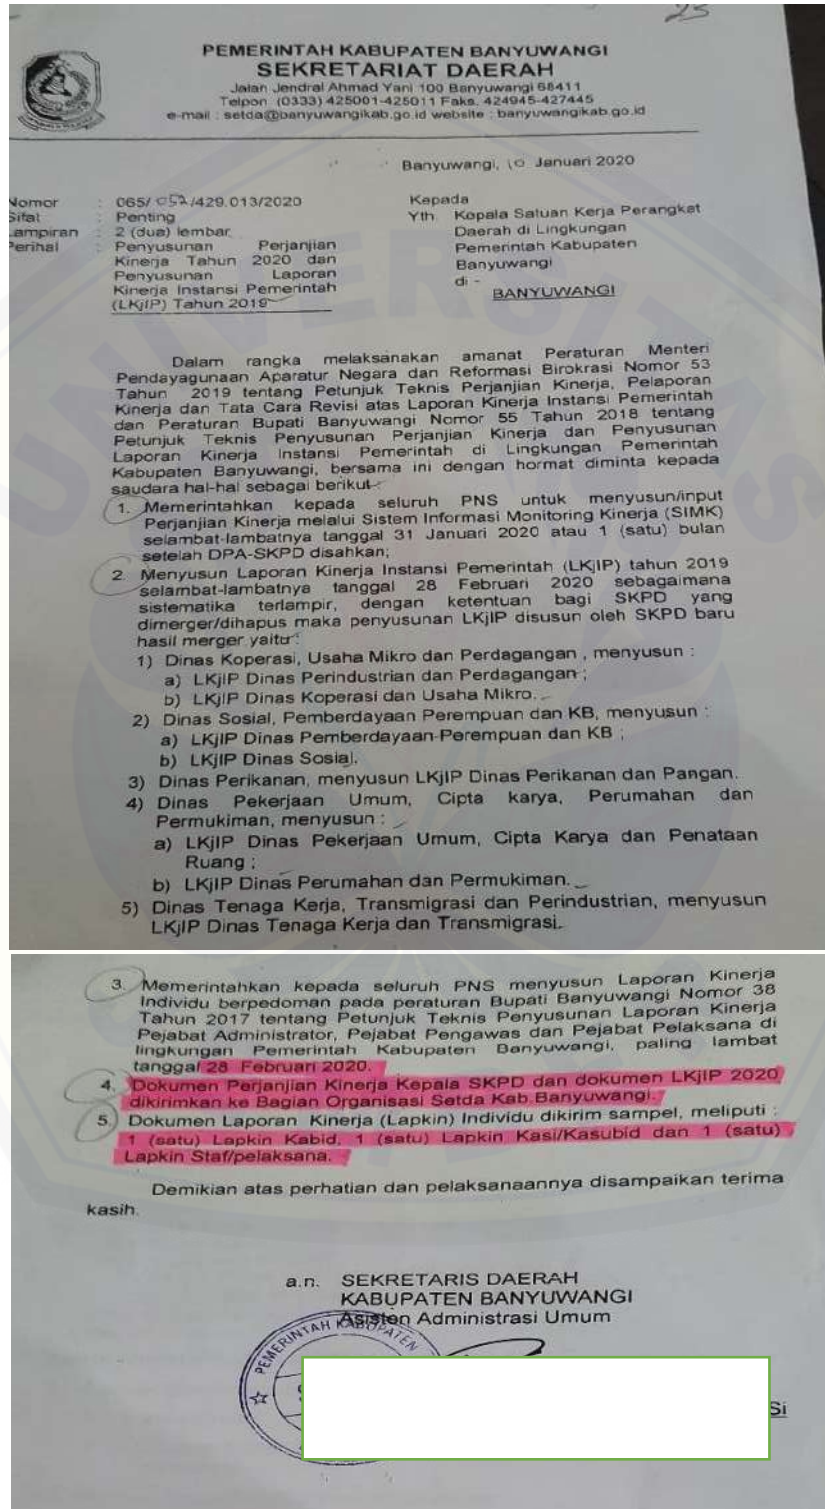 23
PEMERINTAH KABUPATEN BANYUWANGI
SEKRETARIAT DAERAH
Jalan Jendral Ahmad Yani 100 Banyuwangi 68411
Telpon (0333) 425001-425011 Faks. 424945-427445
e-mail : setda@banyuwangikab.go.id website : banyuwangikab.go.id
Banyuwangi, 10 Januari 2020
Nomor : 065/ 052 /429.013/2020
Sifat : Penting
Lampiran : 2 (dua) lembar
Perihal : Penyusunan Perjanjian
Kinerja Tahun 2020 dan
Penyusunan Laporan
Kinerja Instansi Pemerintah
(LKjIP) Tahun 2019
Kepada
Yth. Kepala Satuan Kerja Perangkat
Daerah di Lingkungan
Pemerintah Kabupaten
Banyuwangi
di -
BANYUWANGI
Dalam rangka melaksanakan amanat Peraturan Menteri
Pendayagunaan Aparatur Negara dan Reformasi Birokrasi Nomor 53
Tahun 2019 tentang Petunjuk Teknis Perjanjian Kinerja, Pelaporan
Kinerja dan Tata Cara Revisi atas Laporan Kinerja Instansi Pemerintah
dan Peraturan Bupati Banyuwangi Nomor 55 Tahun 2018 tentang
Petunjuk Teknis Penyusunan Perjanjian Kinerja dan Penyusunan
Laporan Kinerja Instansi Pemerintah di Lingkungan Pemerintah
Kabupaten Banyuwangi, bersama ini dengan hormat diminta kepada
saudara hal-hal sebagai berikut :
1. Memerintahkan kepada seluruh PNS untuk menyusun/input
Perjanjian Kinerja melalui Sistem Informasi Monitoring Kinerja (SIMK)
selambat-lambatnya tanggal 31 Januari 2020 atau 1 (satu) bulan
setelah DPA-SKPD disahkan;
2. Menyusun Laporan Kinerja Instansi Pemerintah (LKjIP) tahun 2019
selambat-lambatnya tanggal 28 Februari 2020 sebagaimana
sistematika terlampir, dengan ketentuan bagi SKPD yang
dimerger/dihapus maka penyusunan LKjIP disusun oleh SKPD baru
hasil merger yaitu :
1) Dinas Koperasi, Usaha Mikro dan Perdagangan , menyusun :
a) LKjIP Dinas Perindustrian dan Perdagangan ;
b) LKjIP Dinas Koperasi dan Usaha Mikro.
2) Dinas Sosial, Pemberdayaan Perempuan dan KB, menyusun :
a) LKjIP Dinas Pemberdayaan Perempuan dan KB ;
b) LKjIP Dinas Sosial.
3) Dinas Perikanan, menyusun LKjIP Dinas Perikanan dan Pangan.
4) Dinas Pekerjaan Umum, Cipta karya, Perumahan dan
Permukiman, menyusun :
a) LKjIP Dinas Pekerjaan Umum, Cipta Karya dan Penataan
Ruang ;
b) LKjIP Dinas Perumahan dan Permukiman.
5) Dinas Tenaga Kerja, Transmigrasi dan Perindustrian, menyusun
LKjIP Dinas Tenaga Kerja dan Transmigrasi.
3. Memerintahkan kepada seluruh PNS menyusun Laporan Kinerja
Individu berpedoman pada peraturan Bupati Banyuwangi Nomor 38
Tahun 2017 tentang Petunjuk Teknis Penyusunan Laporan Kinerja
Pejabat Administrator, Pejabat Pengawas dan Pejabat Pelaksana di
lingkungan Pemerintah Kabupaten Banyuwangi, paling lambat
tanggal 28 Februari 2020.
4. Dokumen Perjanjian Kinerja Kepala SKPD dan dokumen LKjIP 2020
dikirimkan ke Bagian Organisasi Setda Kab.Banyuwangi.
5. Dokumen Laporan Kinerja (Lapkin) Individu dikirim sampel, meliputi :
1 (satu) Lapkin Kabid, 1 (satu) Lapkin Kasi/Kasubid dan 1 (satu)
Lapkin Staf/pelaksana.
Demikian atas perhatian dan pelaksanaannya disampaikan terima
kasih.
a.n. SEKRETARIS DAERAH
KABUPATEN BANYUWANGI
Asisten Administrasi Umum
PEMERINTAH KABUPATEN
Si